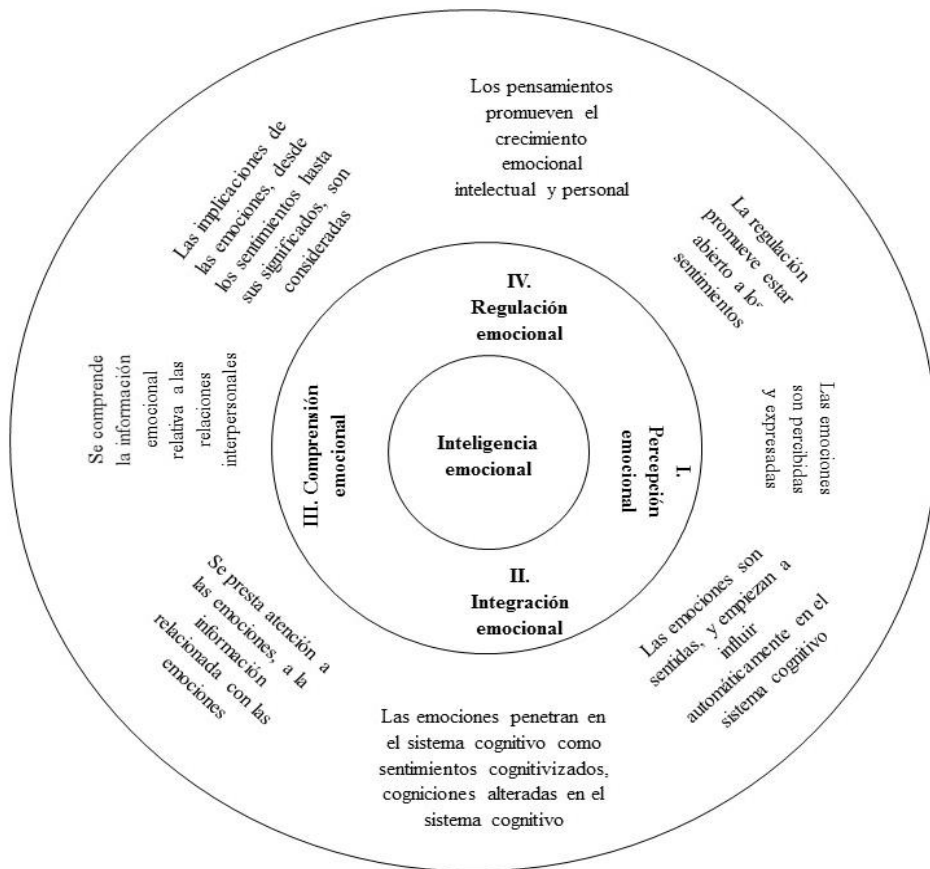 Los pensamientos
promueven el
crecimiento
emocional
intelectual y personal
La regulación
promueve estar
abierto a los
sentimientos
Las emociones
son percibidas
y expresadas
Las emociones son
sentidas, y empiezan a
influir
automáticamente en el
sistema cognitivo
Las emociones penetran en
el sistema cognitivo como
sentimientos cognitivizados,
cogniciones alteradas en el
sistema cognitivo
Se presta atención a
las emociones, a la
información
relacionada con las
emociones
Se comprende
la información
emocional
relativa a las
relaciones
interpersonales
Las implicaciones de
las emociones, desde
los sentimientos hasta
sus significados, son
consideradas
IV.
Regulación
emocional
I.
Percepción
emocional
II.
Integración
emocional
III. Comprensión
emocional
Inteligencia
emocional